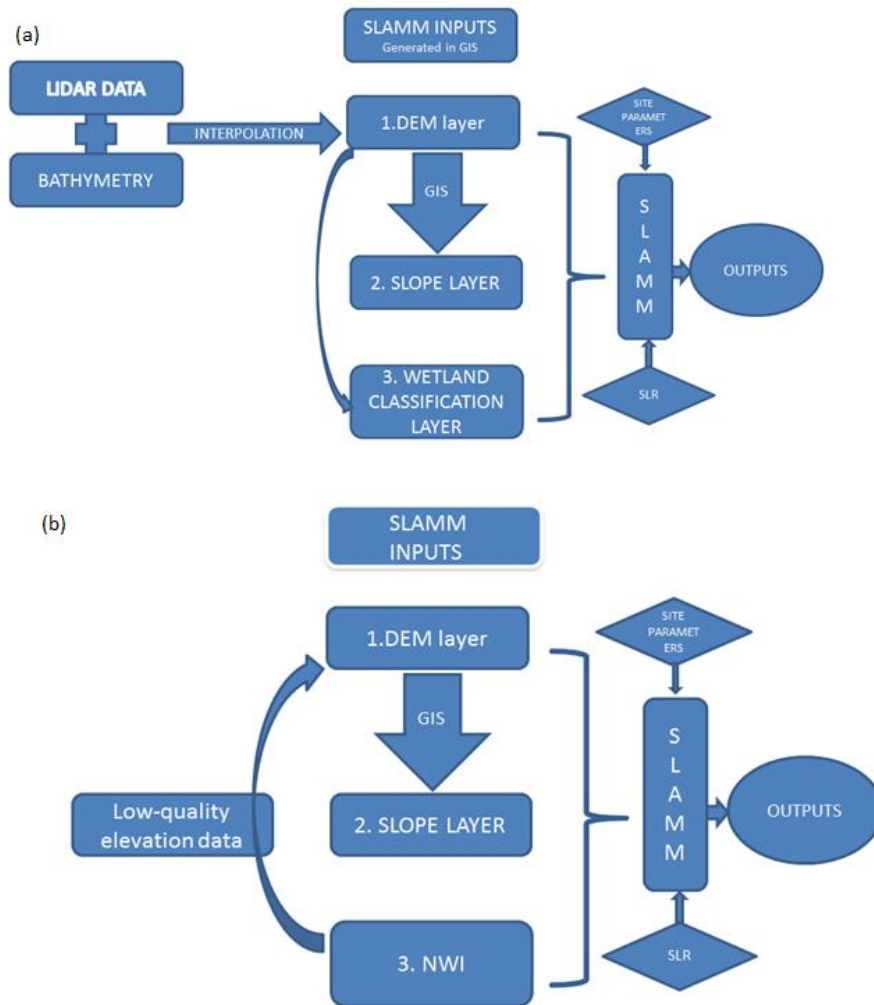 (a)
SLAMM INPUTS
Generated in GIS
LIDAR DATA
BATHYMETRY
INTERPOLATION
1.DEM layer
GIS
2. SLOPE LAYER
3. WETLAND
CLASSIFICATION
LAYER
SITE
PARAMET
ERS
S
L
A
M
M
SLR
OUTPUTS
(b)
SLAMM
INPUTS
1.DEM layer
GIS
Low-quality
elevation data
2. SLOPE LAYER
3. NWI
SITE
PARAMET
ERS
S
L
A
M
M
SLR
OUTPUTS